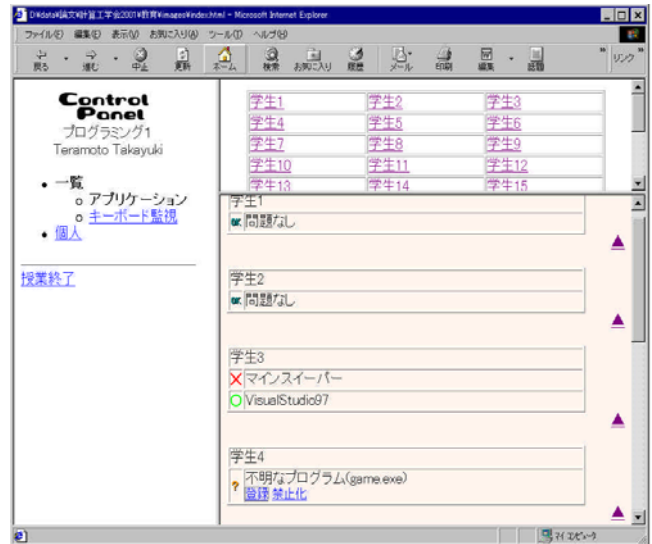 D:¥data¥論文¥計算工学会2001¥教育¥images¥index.html - Microsoft Internet Explorer
ファイル(F) 編集(E) 表示(V) お気に入り(A) ツール(T) ヘルプ(H)
戻る 進む 中止 更新 ホーム 検索 お気に入り 履歴 メール 印刷 編集 話題 リンク
Control
Panel
プログラミング1
Teramoto Takayuki
一覧
アプリケーション
キーボード監視
個人
授業終了
学生1 学生2 学生3
学生4 学生5 学生6
学生7 学生8 学生9
学生10 学生11 学生12
学生13 学生14 学生15
学生1
OK 問題なし
学生2
OK 問題なし
学生3
マインスイーパー
VisualStudio97
学生4
? 不明なプログラム(game.exe)
登録 禁止化
マイ コンピュータ